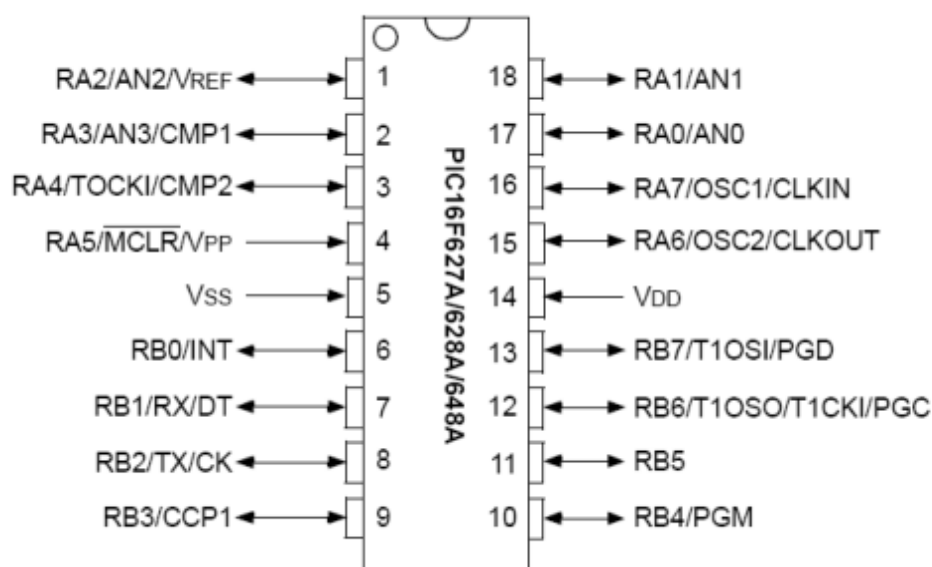 RA2/AN2/VREF 1 18 RA1/AN1
RA3/AN3/CMP1 2 17 RA0/AN0
RA4/TOCKI/CMP2 3 16 RA7/OSC1/CLKIN
RA5/MCLR/VPP 4 15 RA6/OSC2/CLKOUT
VSS 5 14 VDD
RB0/INT 6 13 RB7/T1OSI/PGD
RB1/RX/DT 7 12 RB6/T1OSO/T1CKI/PGC
RB2/TX/CK 8 11 RB5
RB3/CCP1 9 10 RB4/PGM
PIC16F627A/628A/648A